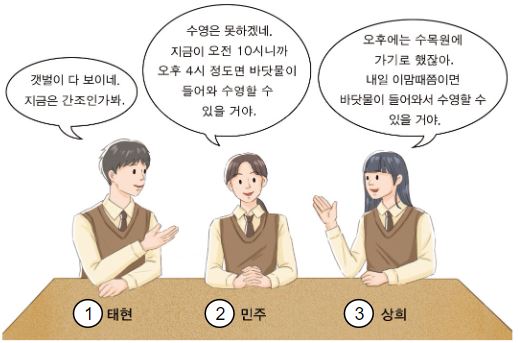 갯벌이 다 보이네.
지금은 간조인가봐.
수영은 못하겠네.
지금이 오전 10시니까
오후 4시 정도면 바닷물이
들어와 수영할 수
있을 거야.
오후에는 수목원에
가기로 했잖아.
내일 이맘때쯤이면
바닷물이 들어와서 수영할 수
있을 거야.
1 태현
2 민주
3 상희